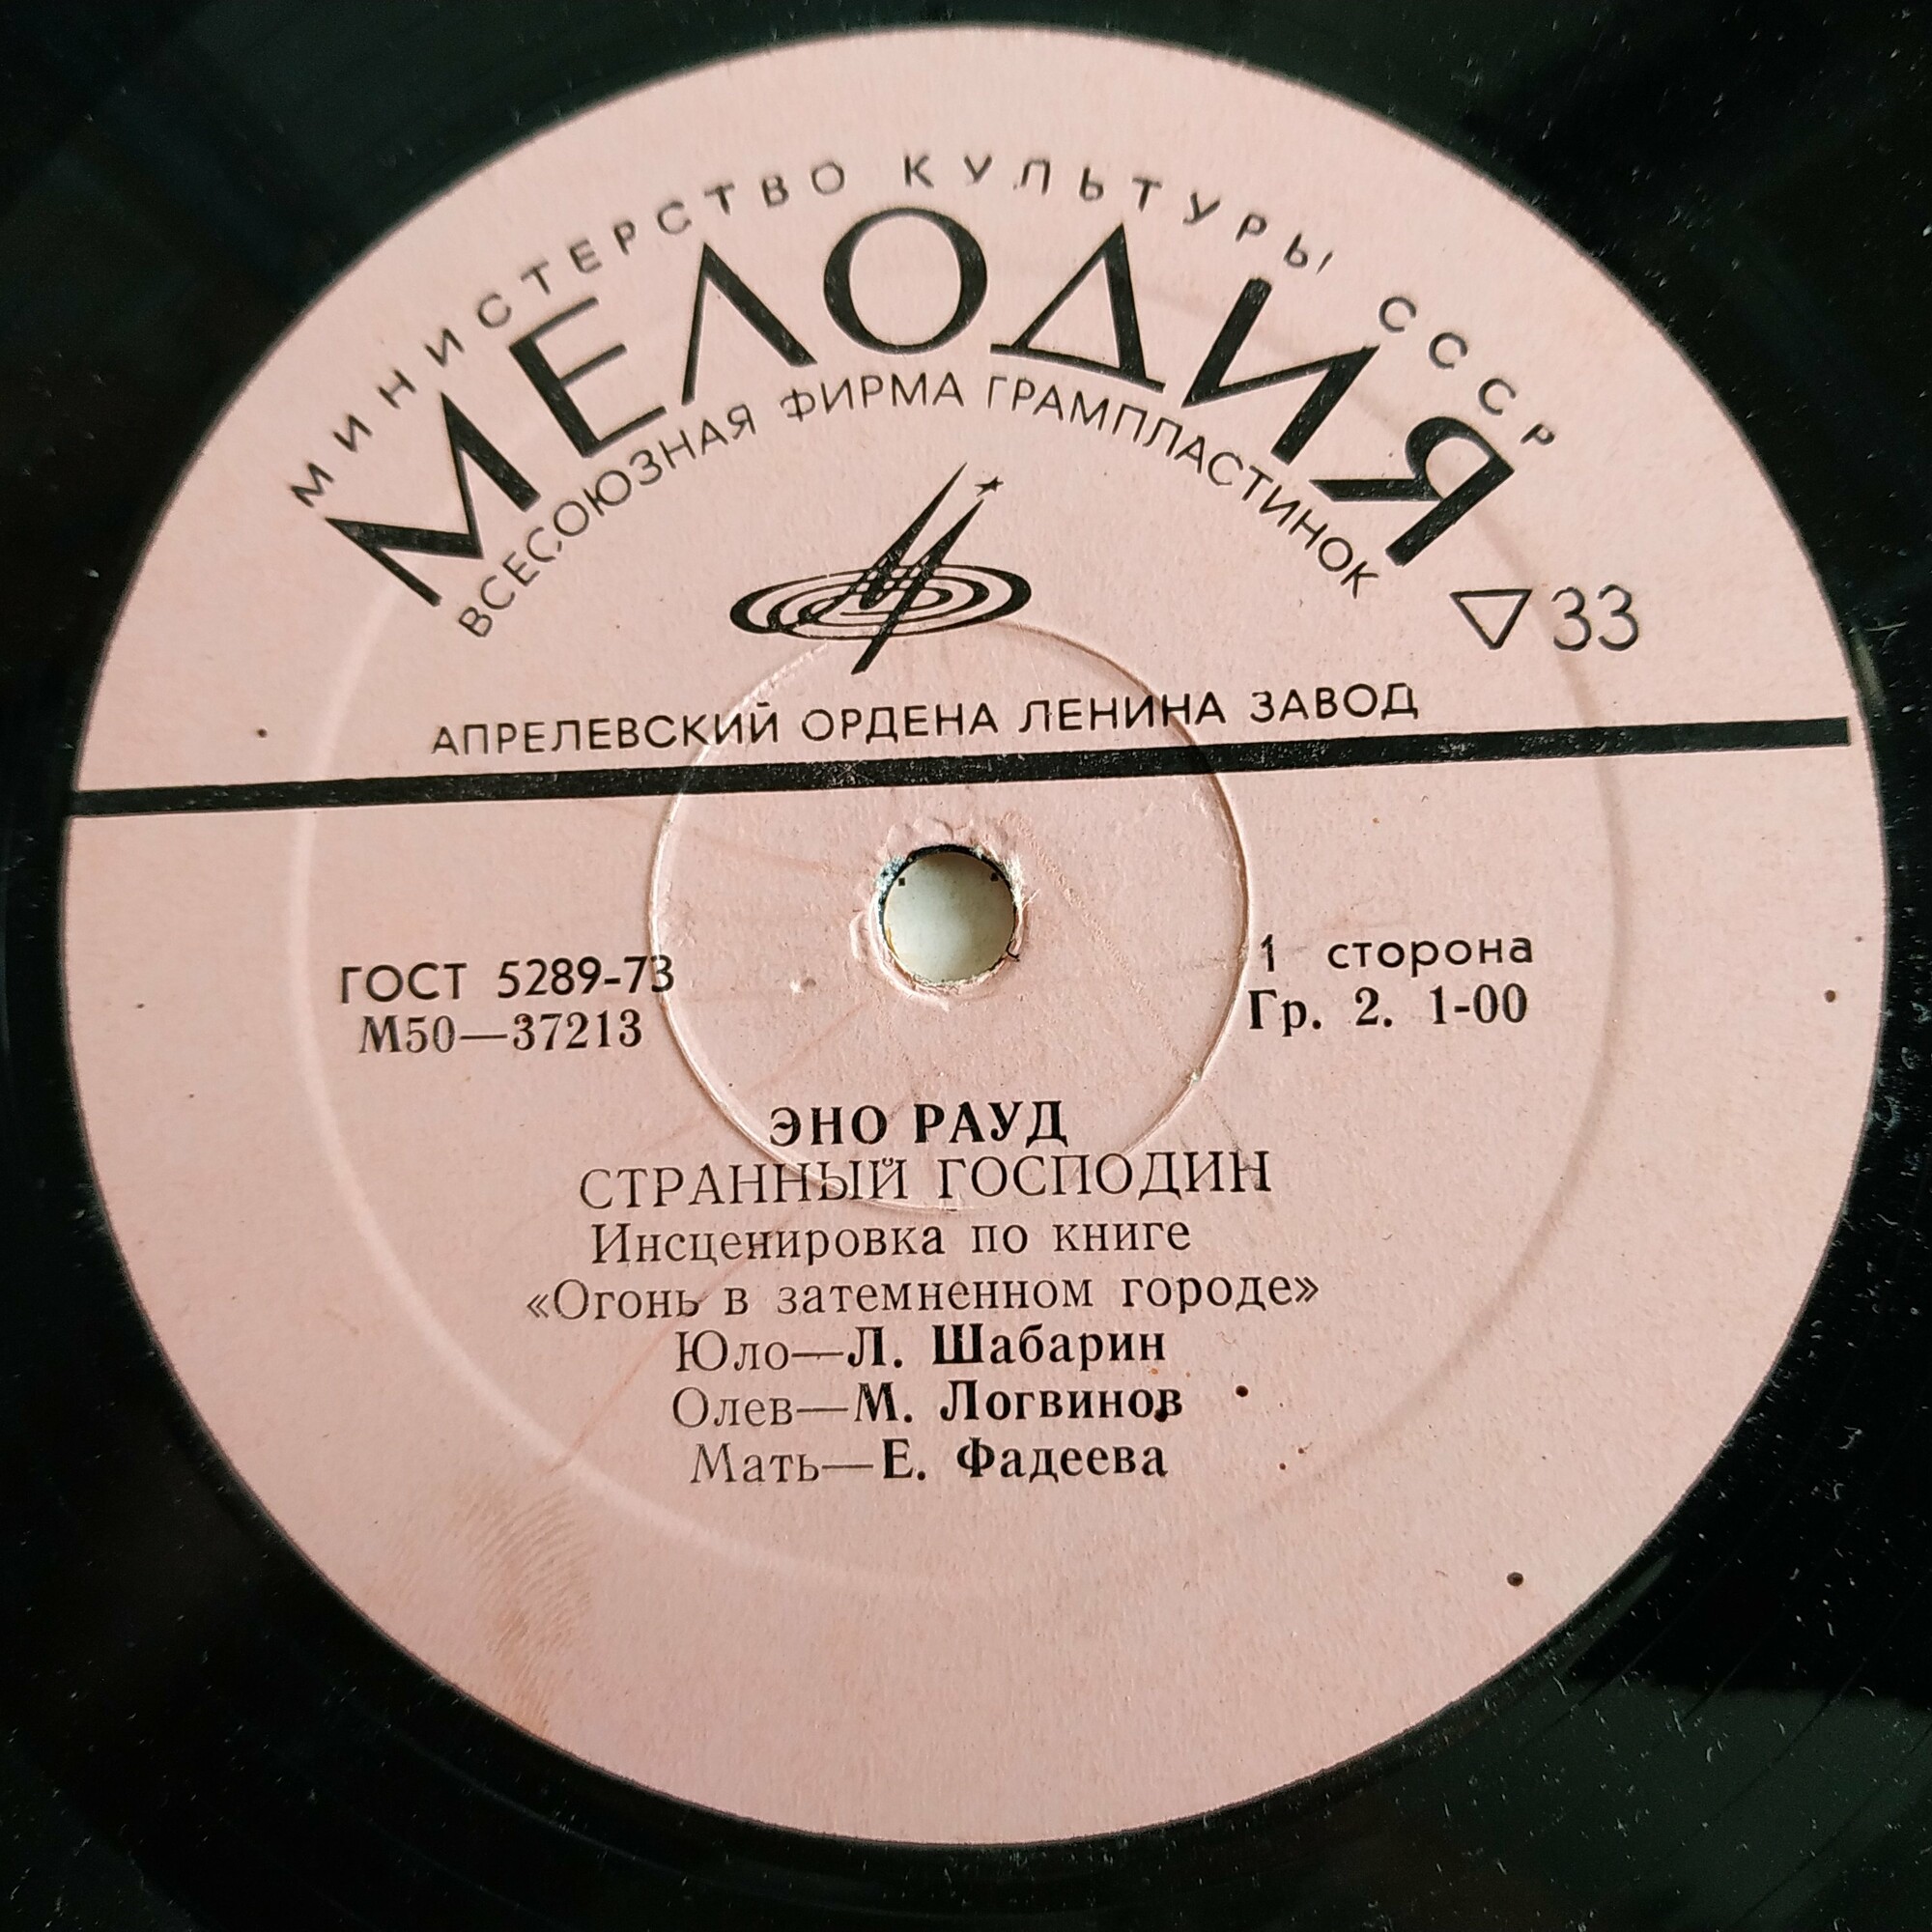 МИНИСТЕРСТВО КУЛЬТУРЫ СССР
МЕЛОДИЯ
ВСЕСОЮЗНАЯ ФИРМА ГРАМПЛАСТИНОК
33
АПРЕЛЕВСКИЙ ОРДЕНА ЛЕНИНА ЗАВОД
ГОСТ 5289-73
М50—37213
1 сторона
Гр. 2. 1-00
ЭНО РАУД
СТРАННЫЙ ГОСПОДИН
Инсценировка по книге
«Огонь в затемненном городе»
Юло—Л. Шабарин
Олев—М. Логвинов
Мать—Е. Фадеева